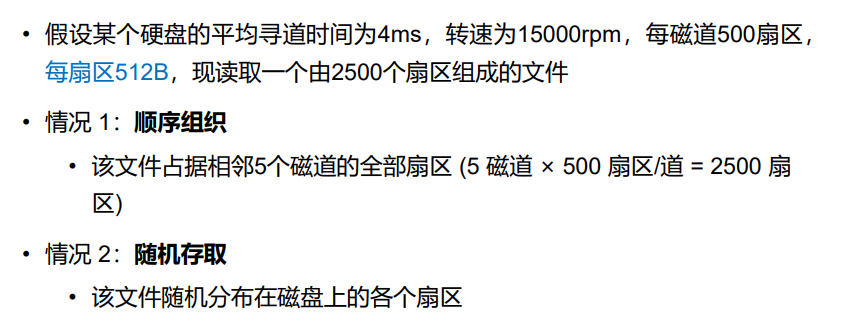 • 假设某个硬盘的平均寻道时间为4ms，转速为15000rpm，每磁道500扇区，
每扇区512B，现读取一个由2500个扇区组成的文件
• 情况 1：顺序组织
• 该文件占据相邻5个磁道的全部扇区 (5 磁道 × 500 扇区/道 = 2500 扇
区)
• 情况 2：随机存取
• 该文件随机分布在磁盘上的各个扇区